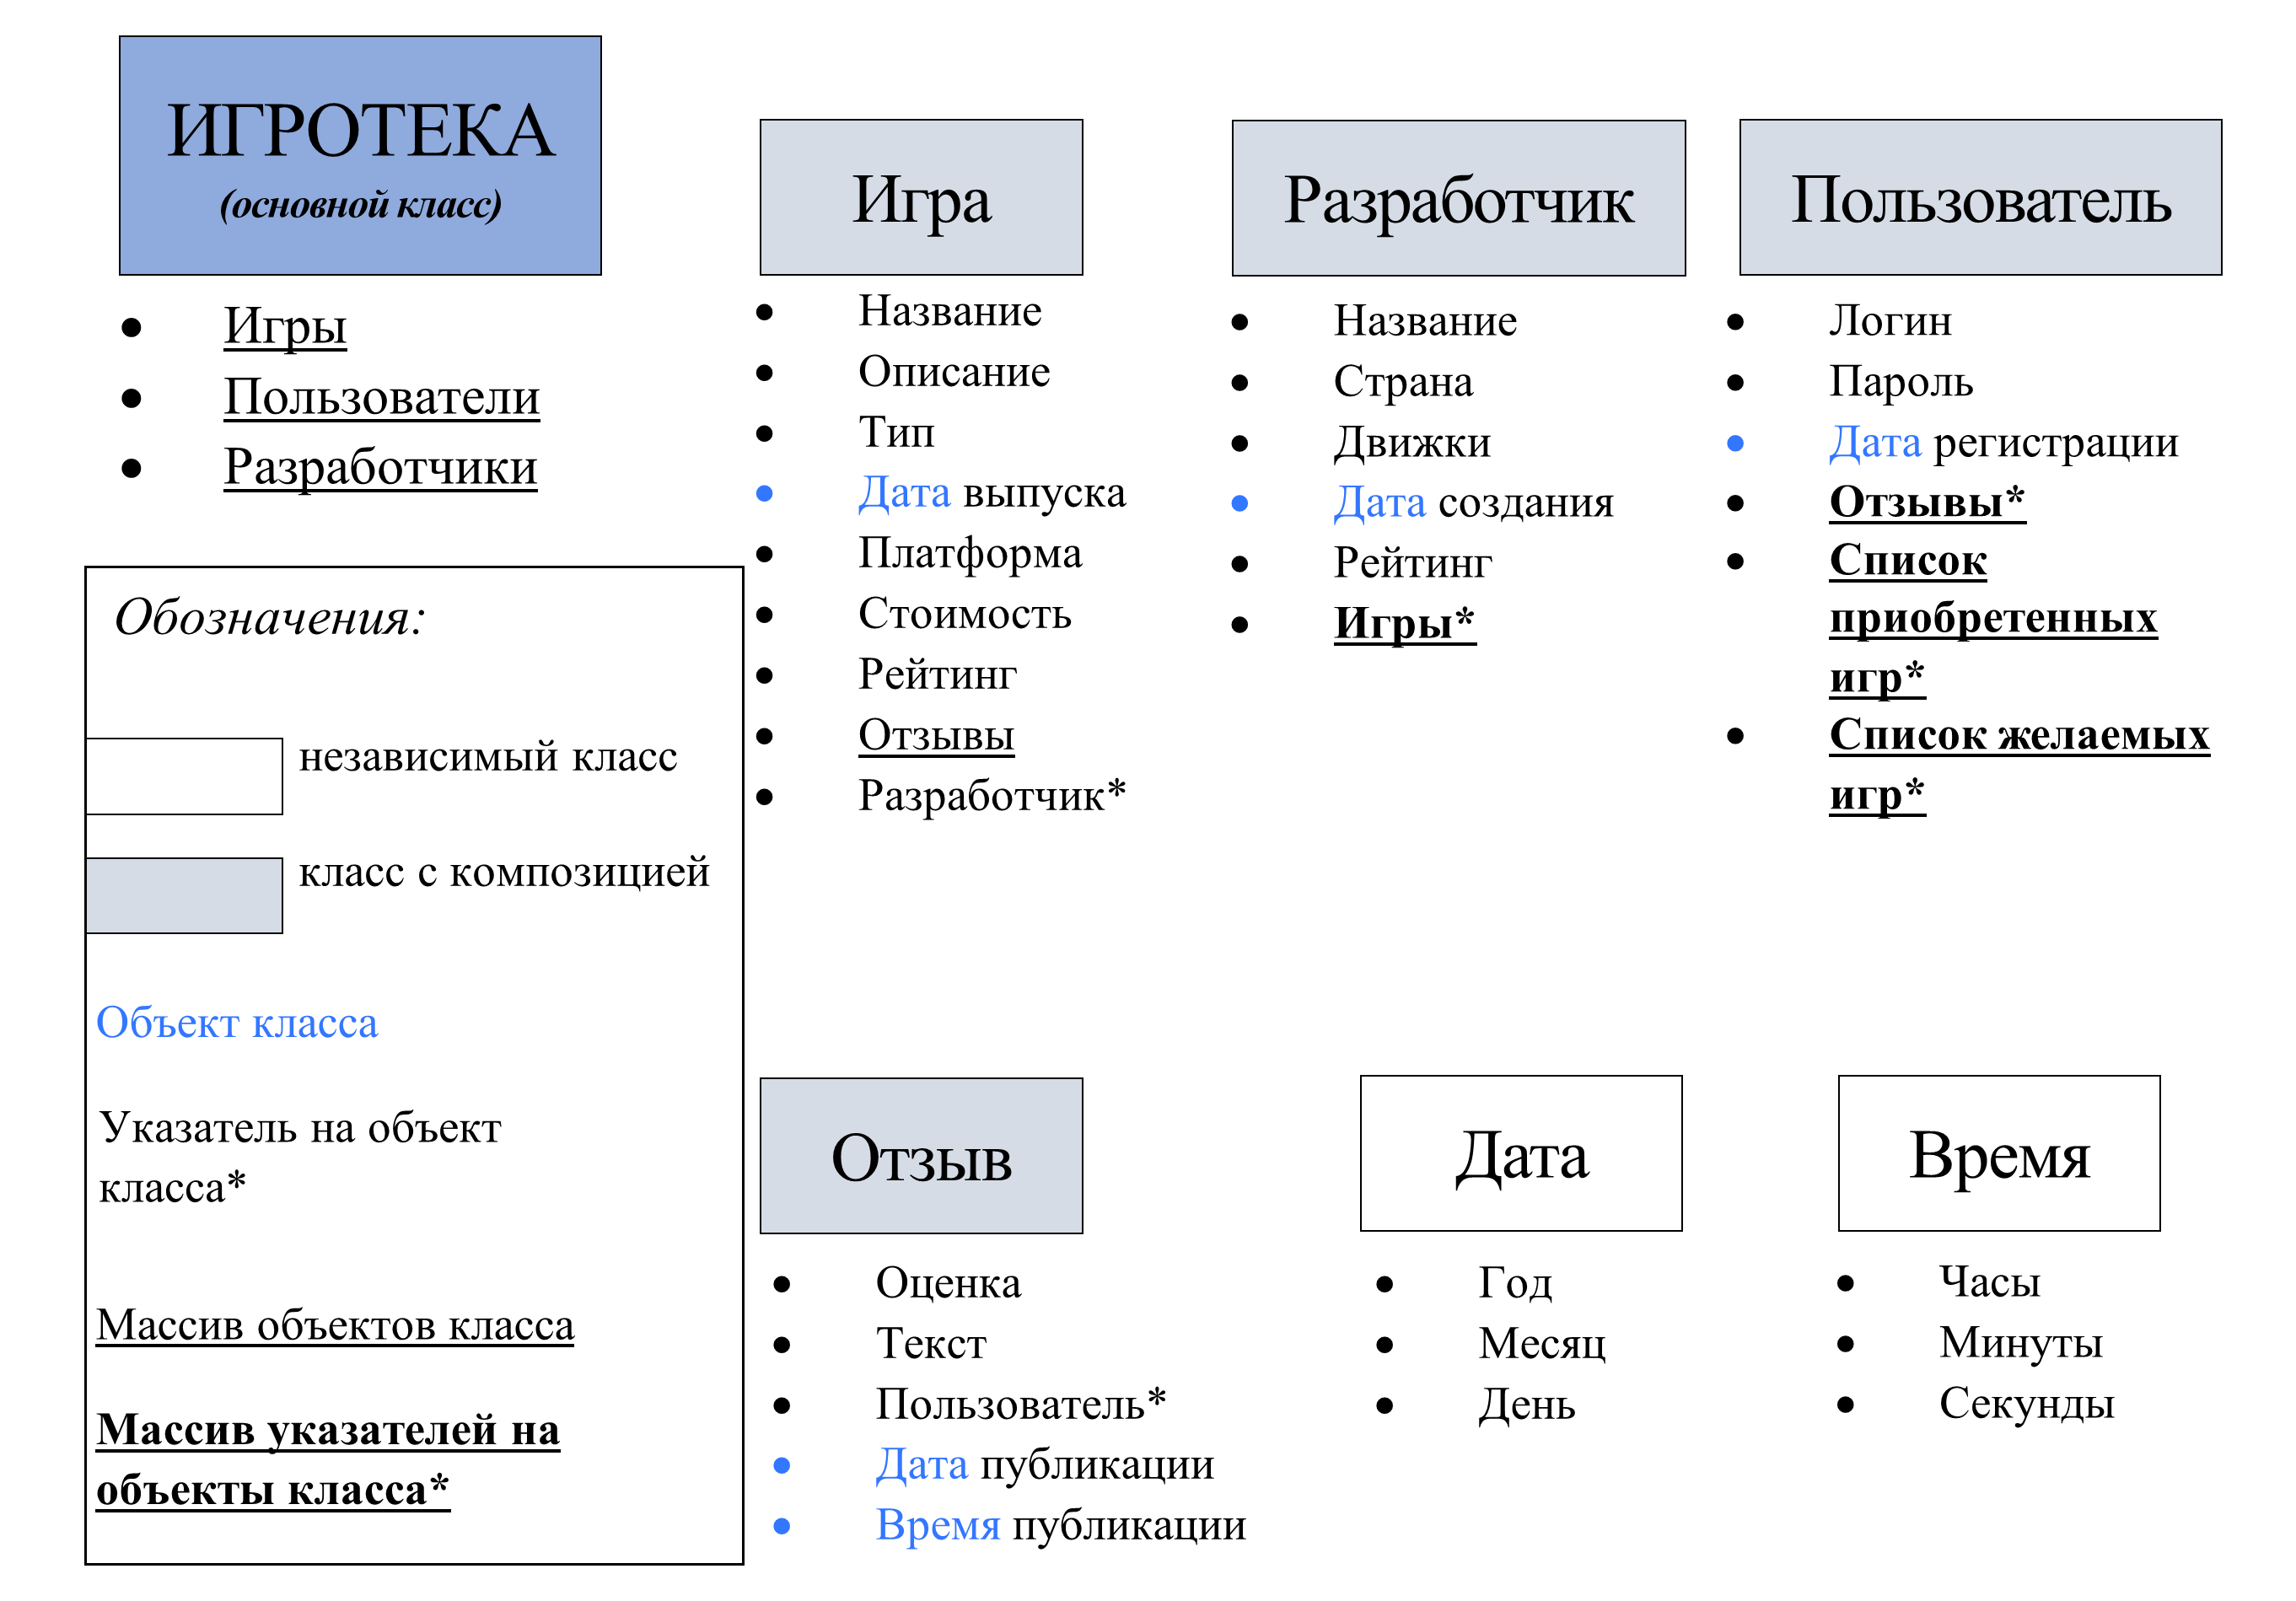 ИГРОТЕКА
(основной класс)
• Игры
• Пользователи
• Разработчики
Обозначения:
независимый класс
класс с композицией
Объект класса
Указатель на объект
класса*
Массив объектов класса
Массив указателей на
объекты класса*
Игра
• Название
• Описание
• Тип
• Дата выпуска
• Платформа
• Стоимость
• Рейтинг
• Отзывы
• Разработчик*
Разработчик
• Название
• Страна
• Движки
• Дата создания
• Рейтинг
• Игры*
Пользователь
• Логин
• Пароль
• Дата регистрации
• Отзывы*
• Список
приобретенных
игр*
• Список желаемых
игр*
Отзыв
• Оценка
• Текст
• Пользователь*
• Дата публикации
• Время публикации
Дата
• Год
• Месяц
• День
Время
• Часы
• Минуты
• Секунды